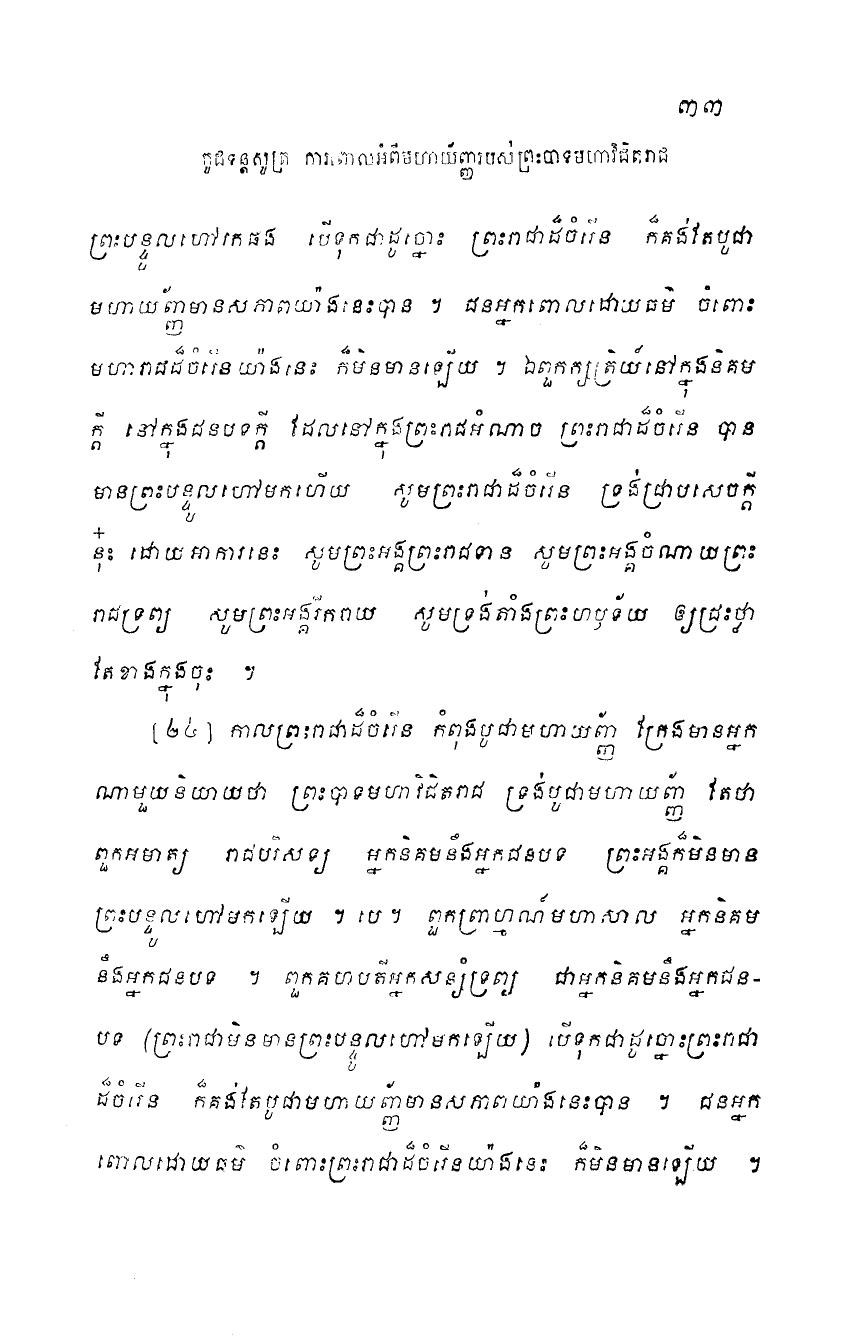 ៣៣
កូដទន្តសូត្រ ការពោលអំពីមហាយ័ញ្ញរបស់ព្រះបាទមហាវិជិតរាជ
ព្រះបន្ទូលហៅរកផង បើទុកជាដូច្នោះ ព្រះរាជាដ៏ចំរើន ក៏គង់តែបូជា
មហាយញ្ញ័មានសភាពយ៉ាងនេះបាន ។ ជនអ្នកពោលដោយធម៌ ចំពោះ
មហារាជដ៏ចំរើនយ៉ាងនេះ ក៏មិនមានឡើយ ។ ឯពួកក្សត្រិយ៍នៅក្នុងនិគម
ក្តី នៅក្នុងជនបទក្តី ដែលនៅក្នុងព្រះរាជអំណាច ព្រះរាជាដ៏ចំរើន បាន
មានព្រះបន្ទូលហៅមកហើយ សូមព្រះរាជាដ៏ចំរើន ទ្រង់ជ្រាបសេចក្តី
នុ៎ះ ដោយអាការនេះ សូមព្រះអង្គព្រះរាជទាន សូមព្រះអង្គចំណាយព្រះ
រាជទ្រព្យ សូមព្រះអង្គរីករាយ សូមទ្រង់តាំងព្រះហឫទ័យ ឲ្យជ្រះថ្លា
តែខាងក្នុងចុះ ។
[២៤] កាលព្រះរាជាដ៏ចំរើន កំពុងបូជាមហាយញ្ញ័ ក្រែងមានអ្នក
ណាមួយនិយាយថា ព្រះបាទមហាវិជិតរាជ ទ្រង់បូជាមហាយញ្ញ័ តែថា
ពួកអមាត្យ រាជបរិសទ្យ អ្នកនិគមនឹងអ្នកជនបទ ព្រះអង្គក៏មិនមាន
ព្រះបន្ទូលហៅមកឡើយ ។ បេ ។ ពួកព្រាហ្មណ៍មហាសាល អ្នកនិគម
នឹងអ្នកជនបទ ។ ពួកគហបតីអ្នកសន្សំទ្រព្យ ជាអ្នកនិគមនឹងអ្នកជន-
បទ (ព្រះរាជាមិនមានព្រះបន្ទូលហៅមកឡើយ) បើទុកជាដូច្នោះព្រះរាជា
ដ៏ចំរើន ក៏គង់តែបូជាមហាយញ្ញ័មានសភាពយ៉ាងនេះបាន ។ ជនអ្នក
ពោលដោយធម៌ ចំពោះព្រះរាជាដ៏ចំរើនយ៉ាងនេះ ក៏មិនមានឡើយ ។